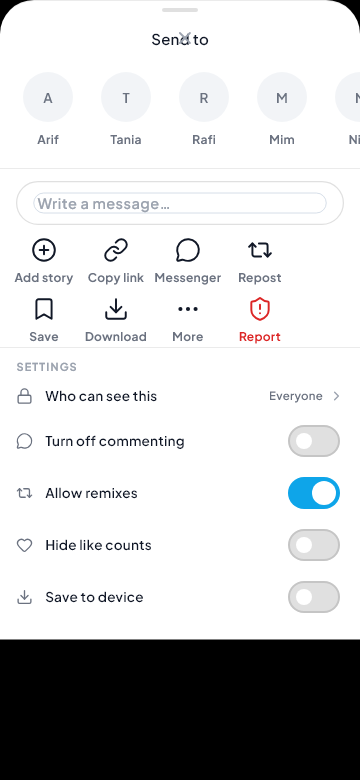 Send to
A T R M
Arif Tania Rafi Mim
Write a message…
Add story Copy link Messenger Repost
Save Download More Report
SETTINGS
Who can see this Everyone
Turn off commenting
Allow remixes
Hide like counts
Save to device